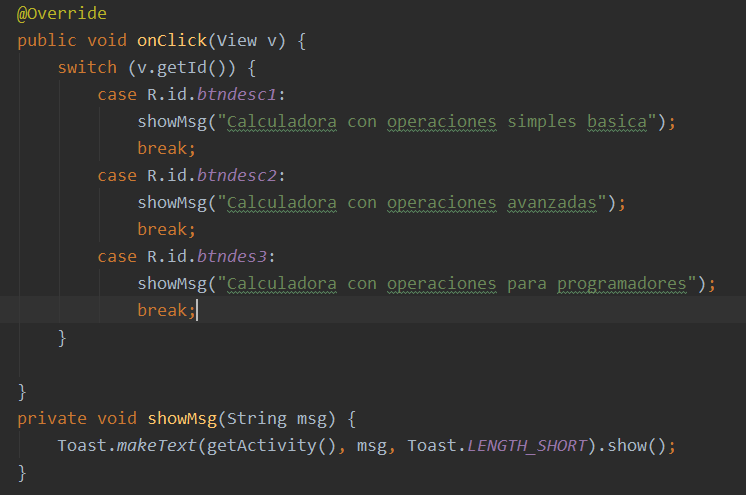 @Override
public void onClick(View v) {
switch (v.getId()) {
case R.id.btndesc1:
showMsg("Calculadora con operaciones simples basica");
break;
case R.id.btndesc2:
showMsg("Calculadora con operaciones avanzadas");
break;
case R.id.btndes3:
showMsg("Calculadora con operaciones para programadores");
break;
}
}
private void showMsg(String msg) {
Toast.makeText(getActivity(), msg, Toast.LENGTH_SHORT).show();
}